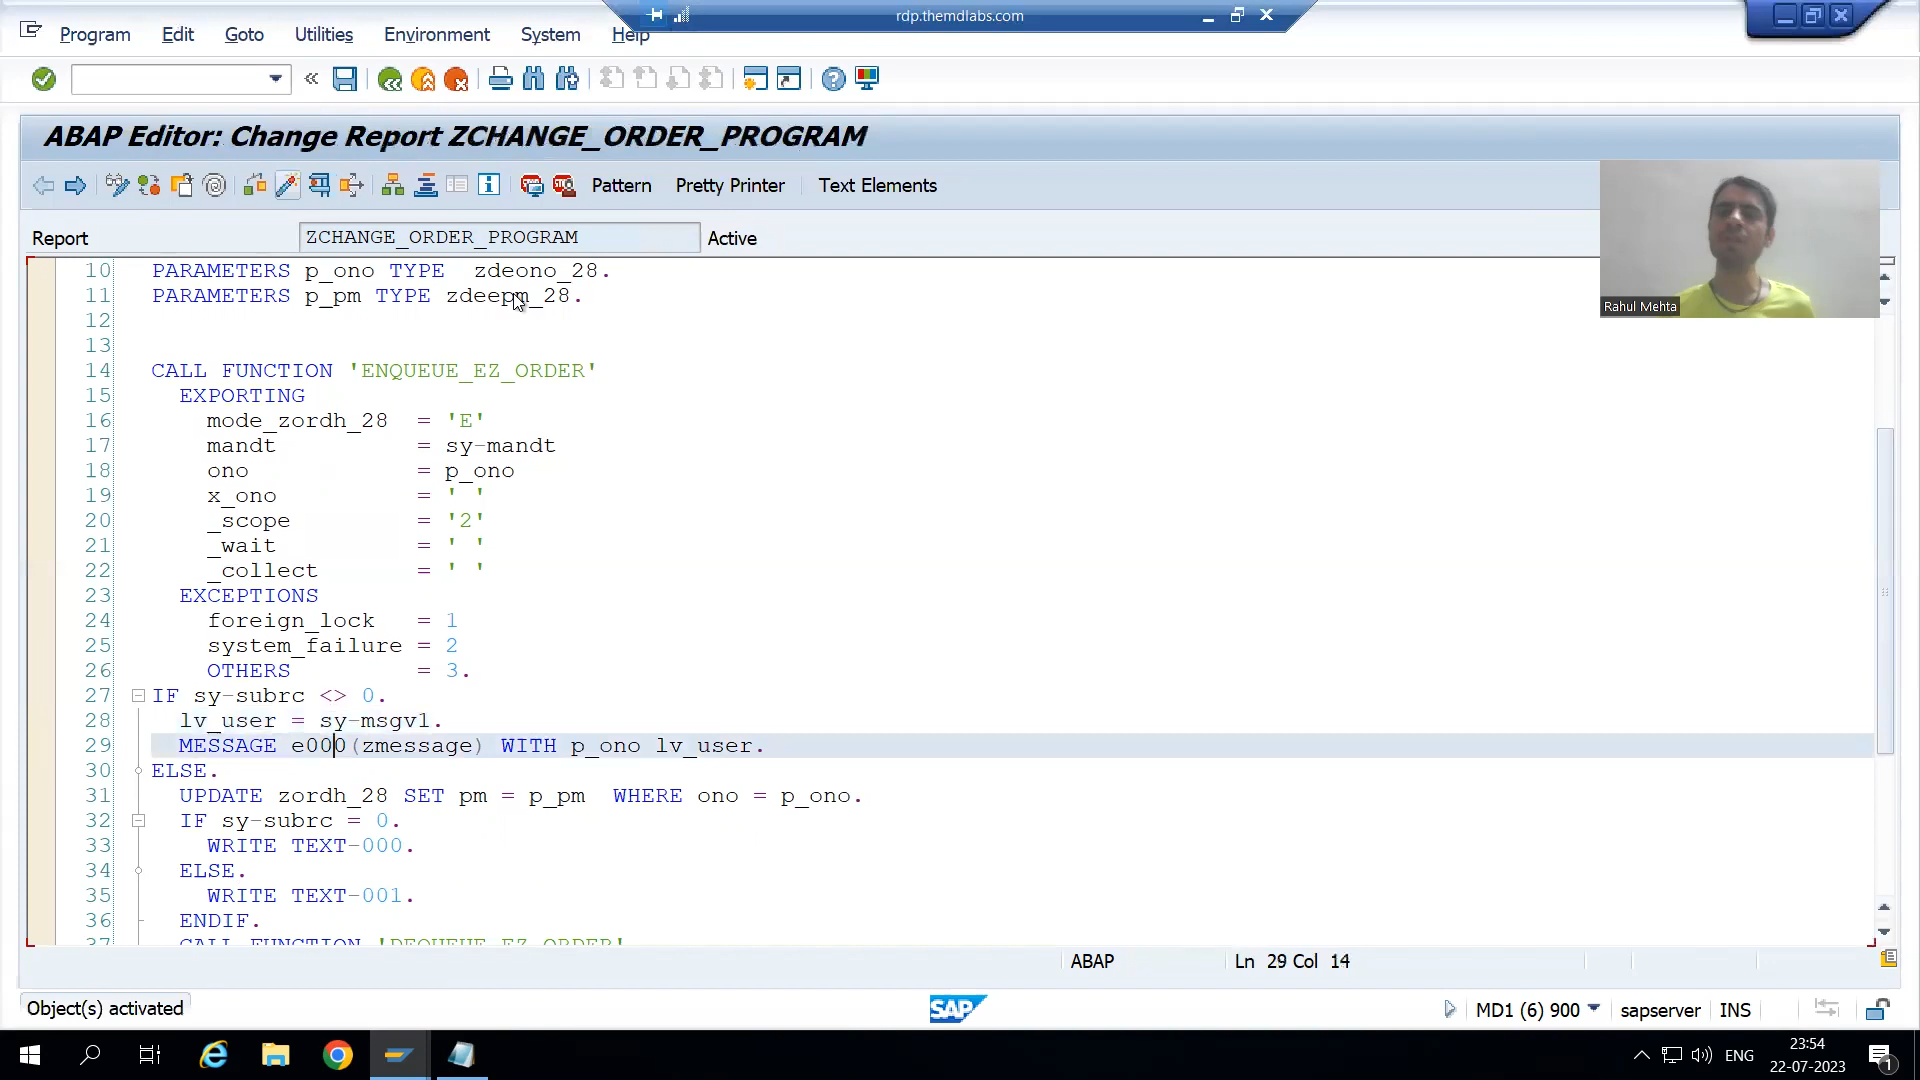 rdp.themdlabs.com
Program Edit Goto Utilities Environment System Help
ABAP Editor: Change Report ZCHANGE_ORDER_PROGRAM
Pattern Pretty Printer Text Elements
Report ZCHANGE_ORDER_PROGRAM Active
Rahul Mehta
10 PARAMETERS p_ono TYPE  zdeono_28.
11 PARAMETERS p_pm TYPE zdeepm_28.
12
13
14 CALL FUNCTION 'ENQUEUE_EZ_ORDER'
15 EXPORTING
16 mode_zordh_28 = 'E'
17 mandt = sy-mandt
18 ono = p_ono
19 x_ono = ' '
20 _scope = '2'
21 _wait = ' '
22 _collect = ' '
23 EXCEPTIONS
24 foreign_lock = 1
25 system_failure = 2
26 OTHERS = 3.
27 IF sy-subrc <> 0.
28 lv_user = sy-msgv1.
29 MESSAGE e000(zmessage) WITH p_ono lv_user.
30 ELSE.
31 UPDATE zordh_28 SET pm = p_pm  WHERE ono = p_ono.
32 IF sy-subrc = 0.
33 WRITE TEXT-000.
34 ELSE.
35 WRITE TEXT-001.
36 ENDIF.
37 CALL FUNCTION 'DEQUEUE_EZ_ORDER'
ABAP Ln 29 Col 14
Object(s) activated SAP MD1 (6) 900 sapserver INS
ENG 23:54
22-07-2023
1